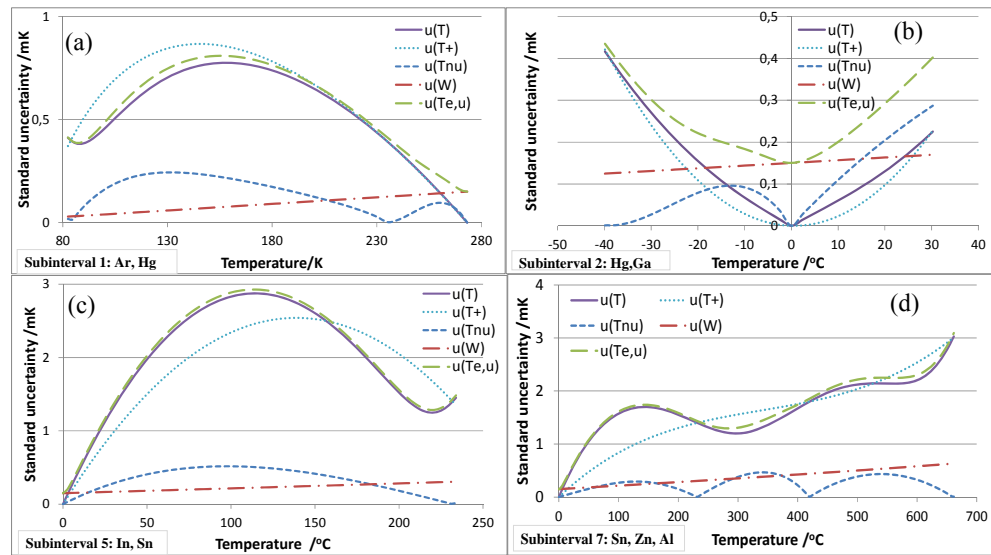 (a)
Standard uncertainty /mK
1
0,5
0
u(T)
u(T+)
u(Tnu)
u(W)
u(Te,u)
80 130 180 230 280
Temperature/K
Subinterval 1: Ar, Hg
(b)
Standard uncertainty /mK
0,5
0,4
0,3
0,2
0,1
0
u(T)
u(T+)
u(Tnu)
u(W)
u(Te,u)
-50 -40 -30 -20 -10 0 10 20 30 40
Temperature /°C
Subinterval 2: Hg,Ga
(c)
Standard uncertainty /mK
3
2
1
0
u(T)
u(T+)
u(Tnu)
u(W)
u(Te,u)
0 50 100 150 200 250
Temperature /°C
Subinterval 5: In, Sn
(d)
Standard uncertainty /mK
4
3
2
1
0
u(T) u(T+)
u(Tnu) u(W)
u(Te,u)
0 100 200 300 400 500 600 700
Temperature /°C
Subinterval 7: Sn, Zn, Al